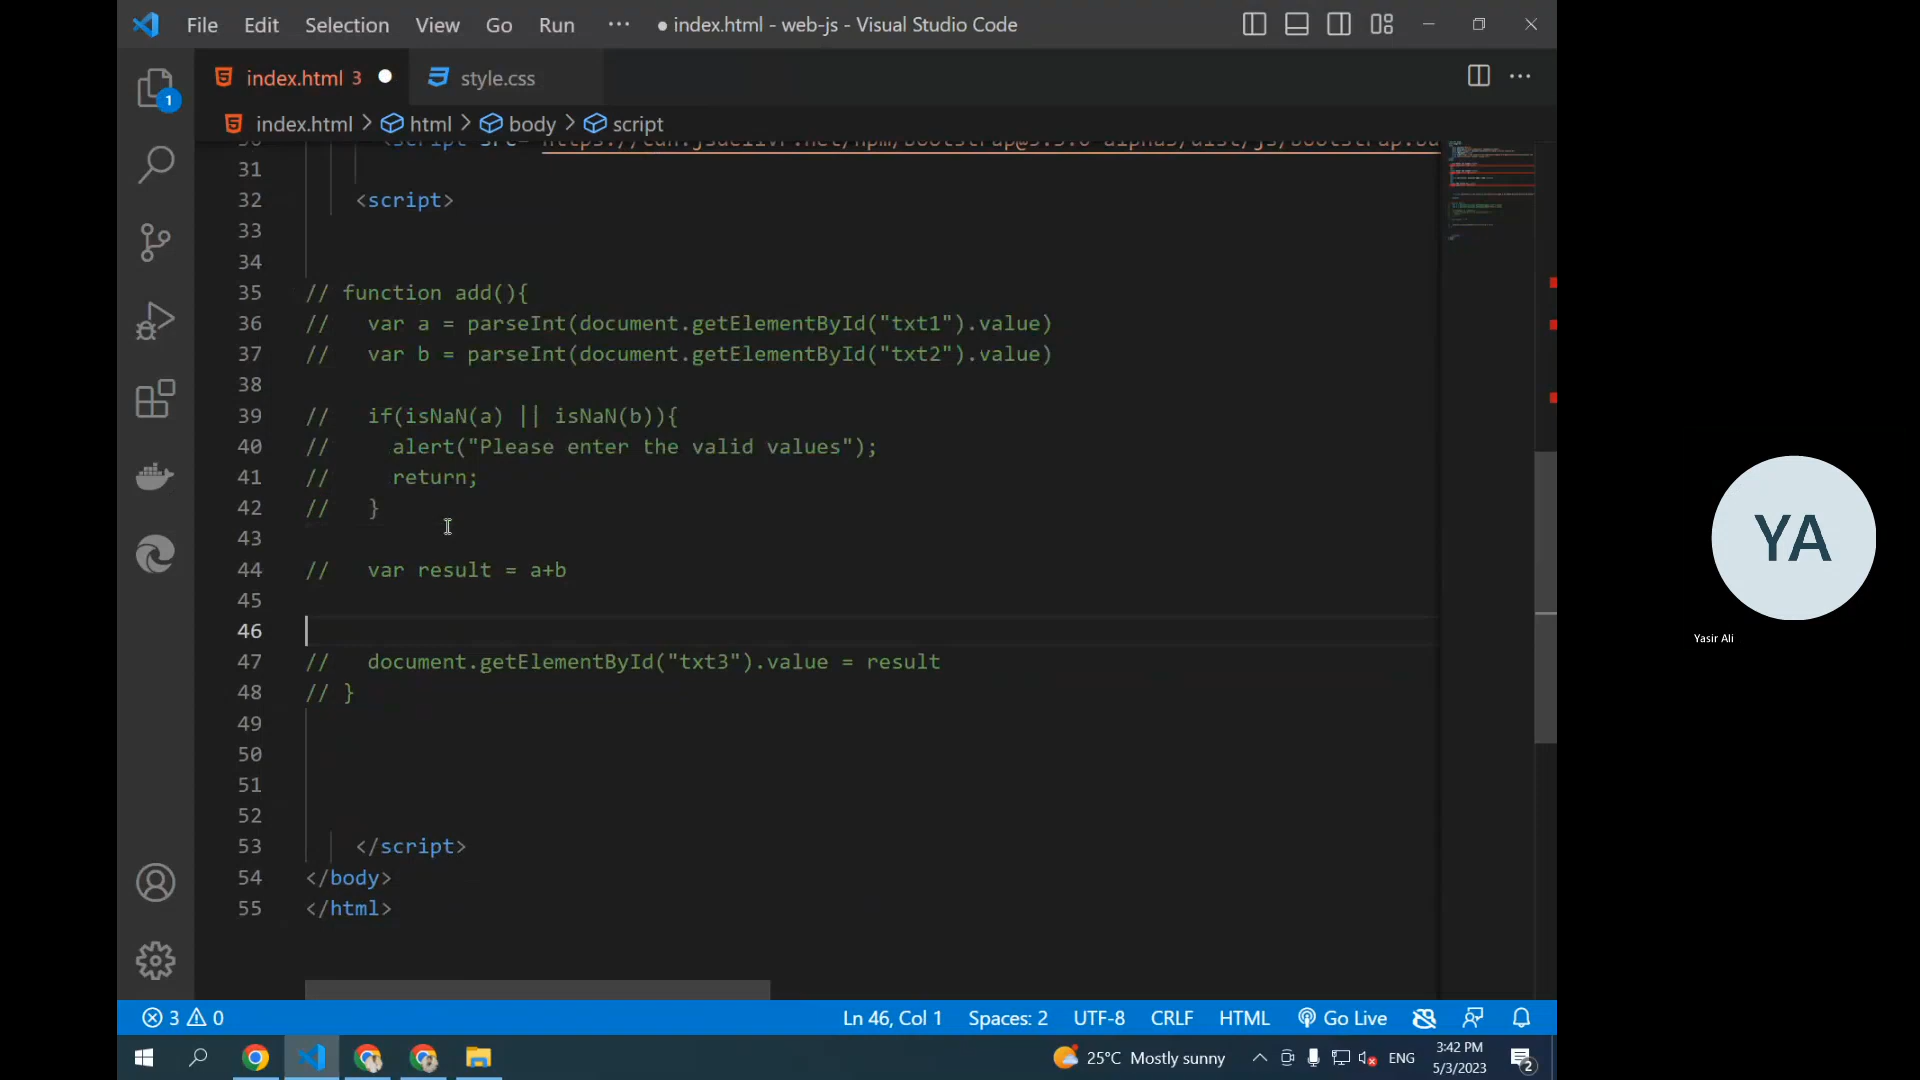 File Edit Selection View Go Run ··· ● index.html - web-js - Visual Studio Code
index.html 3 ● style.css
index.html > html > body > script
31
32 <script>
33
34
35 // function add(){
36 //   var a = parseInt(document.getElementById("txt1").value)
37 //   var b = parseInt(document.getElementById("txt2").value)
38
39 //   if(isNaN(a) || isNaN(b)){
40 //     alert("Please enter the valid values");
41 //     return;
42 //   }
43
44 //   var result = a+b
45
46
47 //   document.getElementById("txt3").value = result
48 // }
49
50
51
52
53 </script>
54 </body>
55 </html>
1
YA
Yasir Ali
3 0 Ln 46, Col 1 Spaces: 2 UTF-8 CRLF HTML Go Live
25°C Mostly sunny ENG 3:42 PM
5/3/2023 2